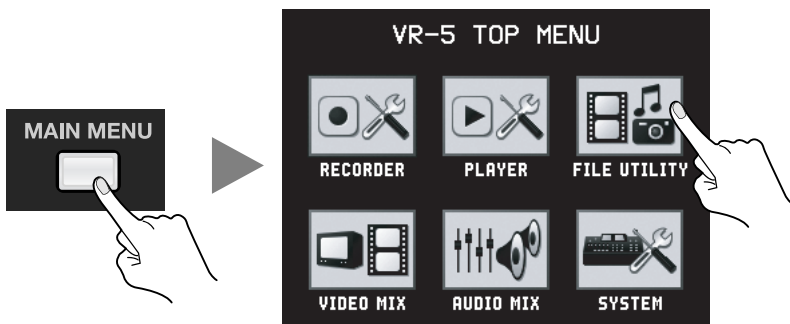 MAIN MENU
VR-5 TOP MENU
RECORDER
PLAYER
FILE UTILITY
VIDEO MIX
AUDIO MIX
SYSTEM